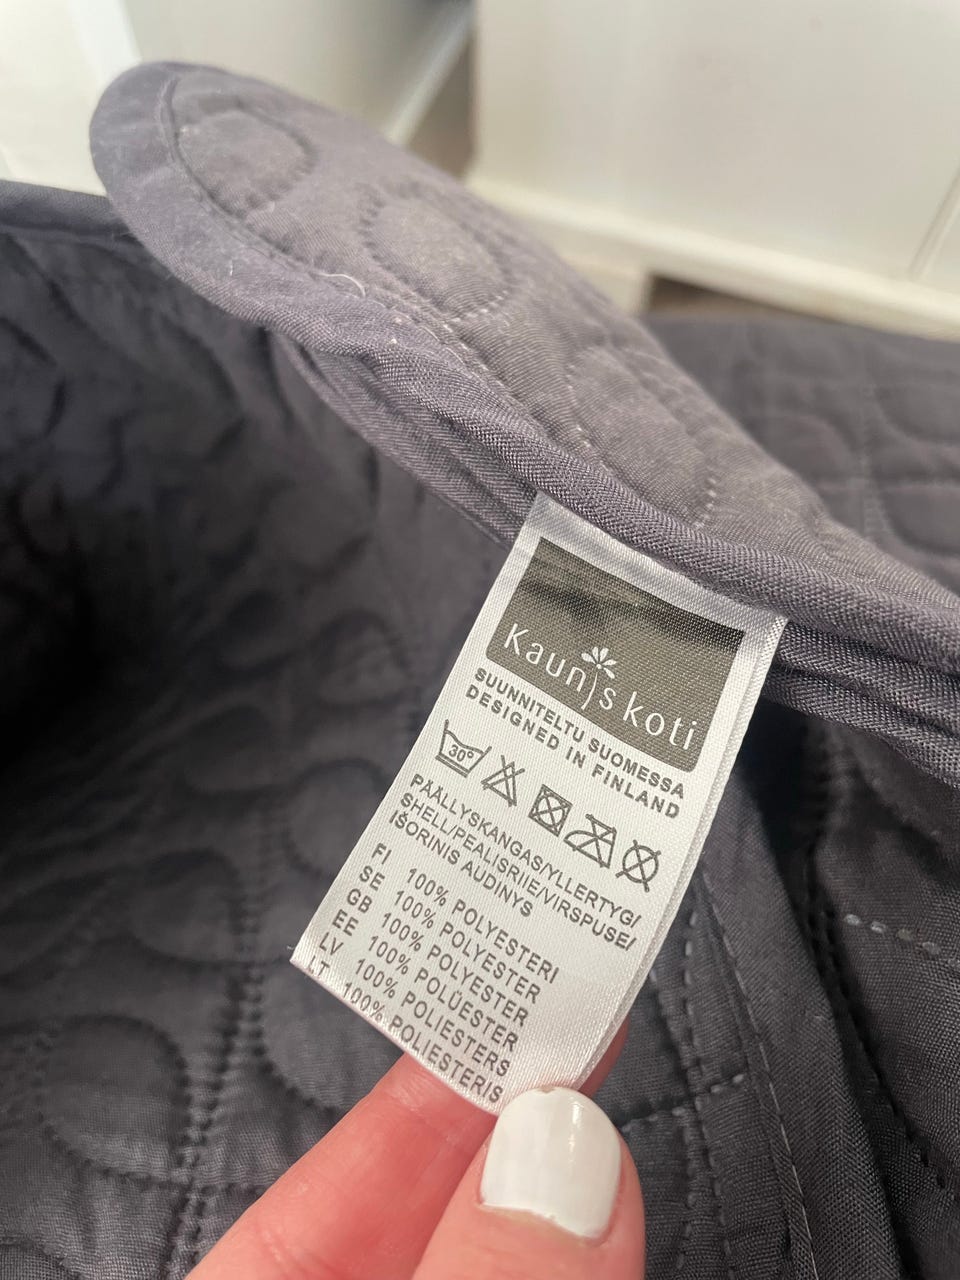 Kaunis koti
SUUNNITELTU SUOMESSA
DESIGNED IN FINLAND
30°
PÄÄLLYSKANGAS/YLLERTYG/
SHELL/PEALISRIIE/VIRSPUSE/
IŠORINIS AUDINYS
FI 100% POLYESTERI
SE 100% POLYESTER
GB 100% POLYESTER
EE 100% POLÜESTER
LV 100% POLIESTERS
LT 100% POLIESTERIS